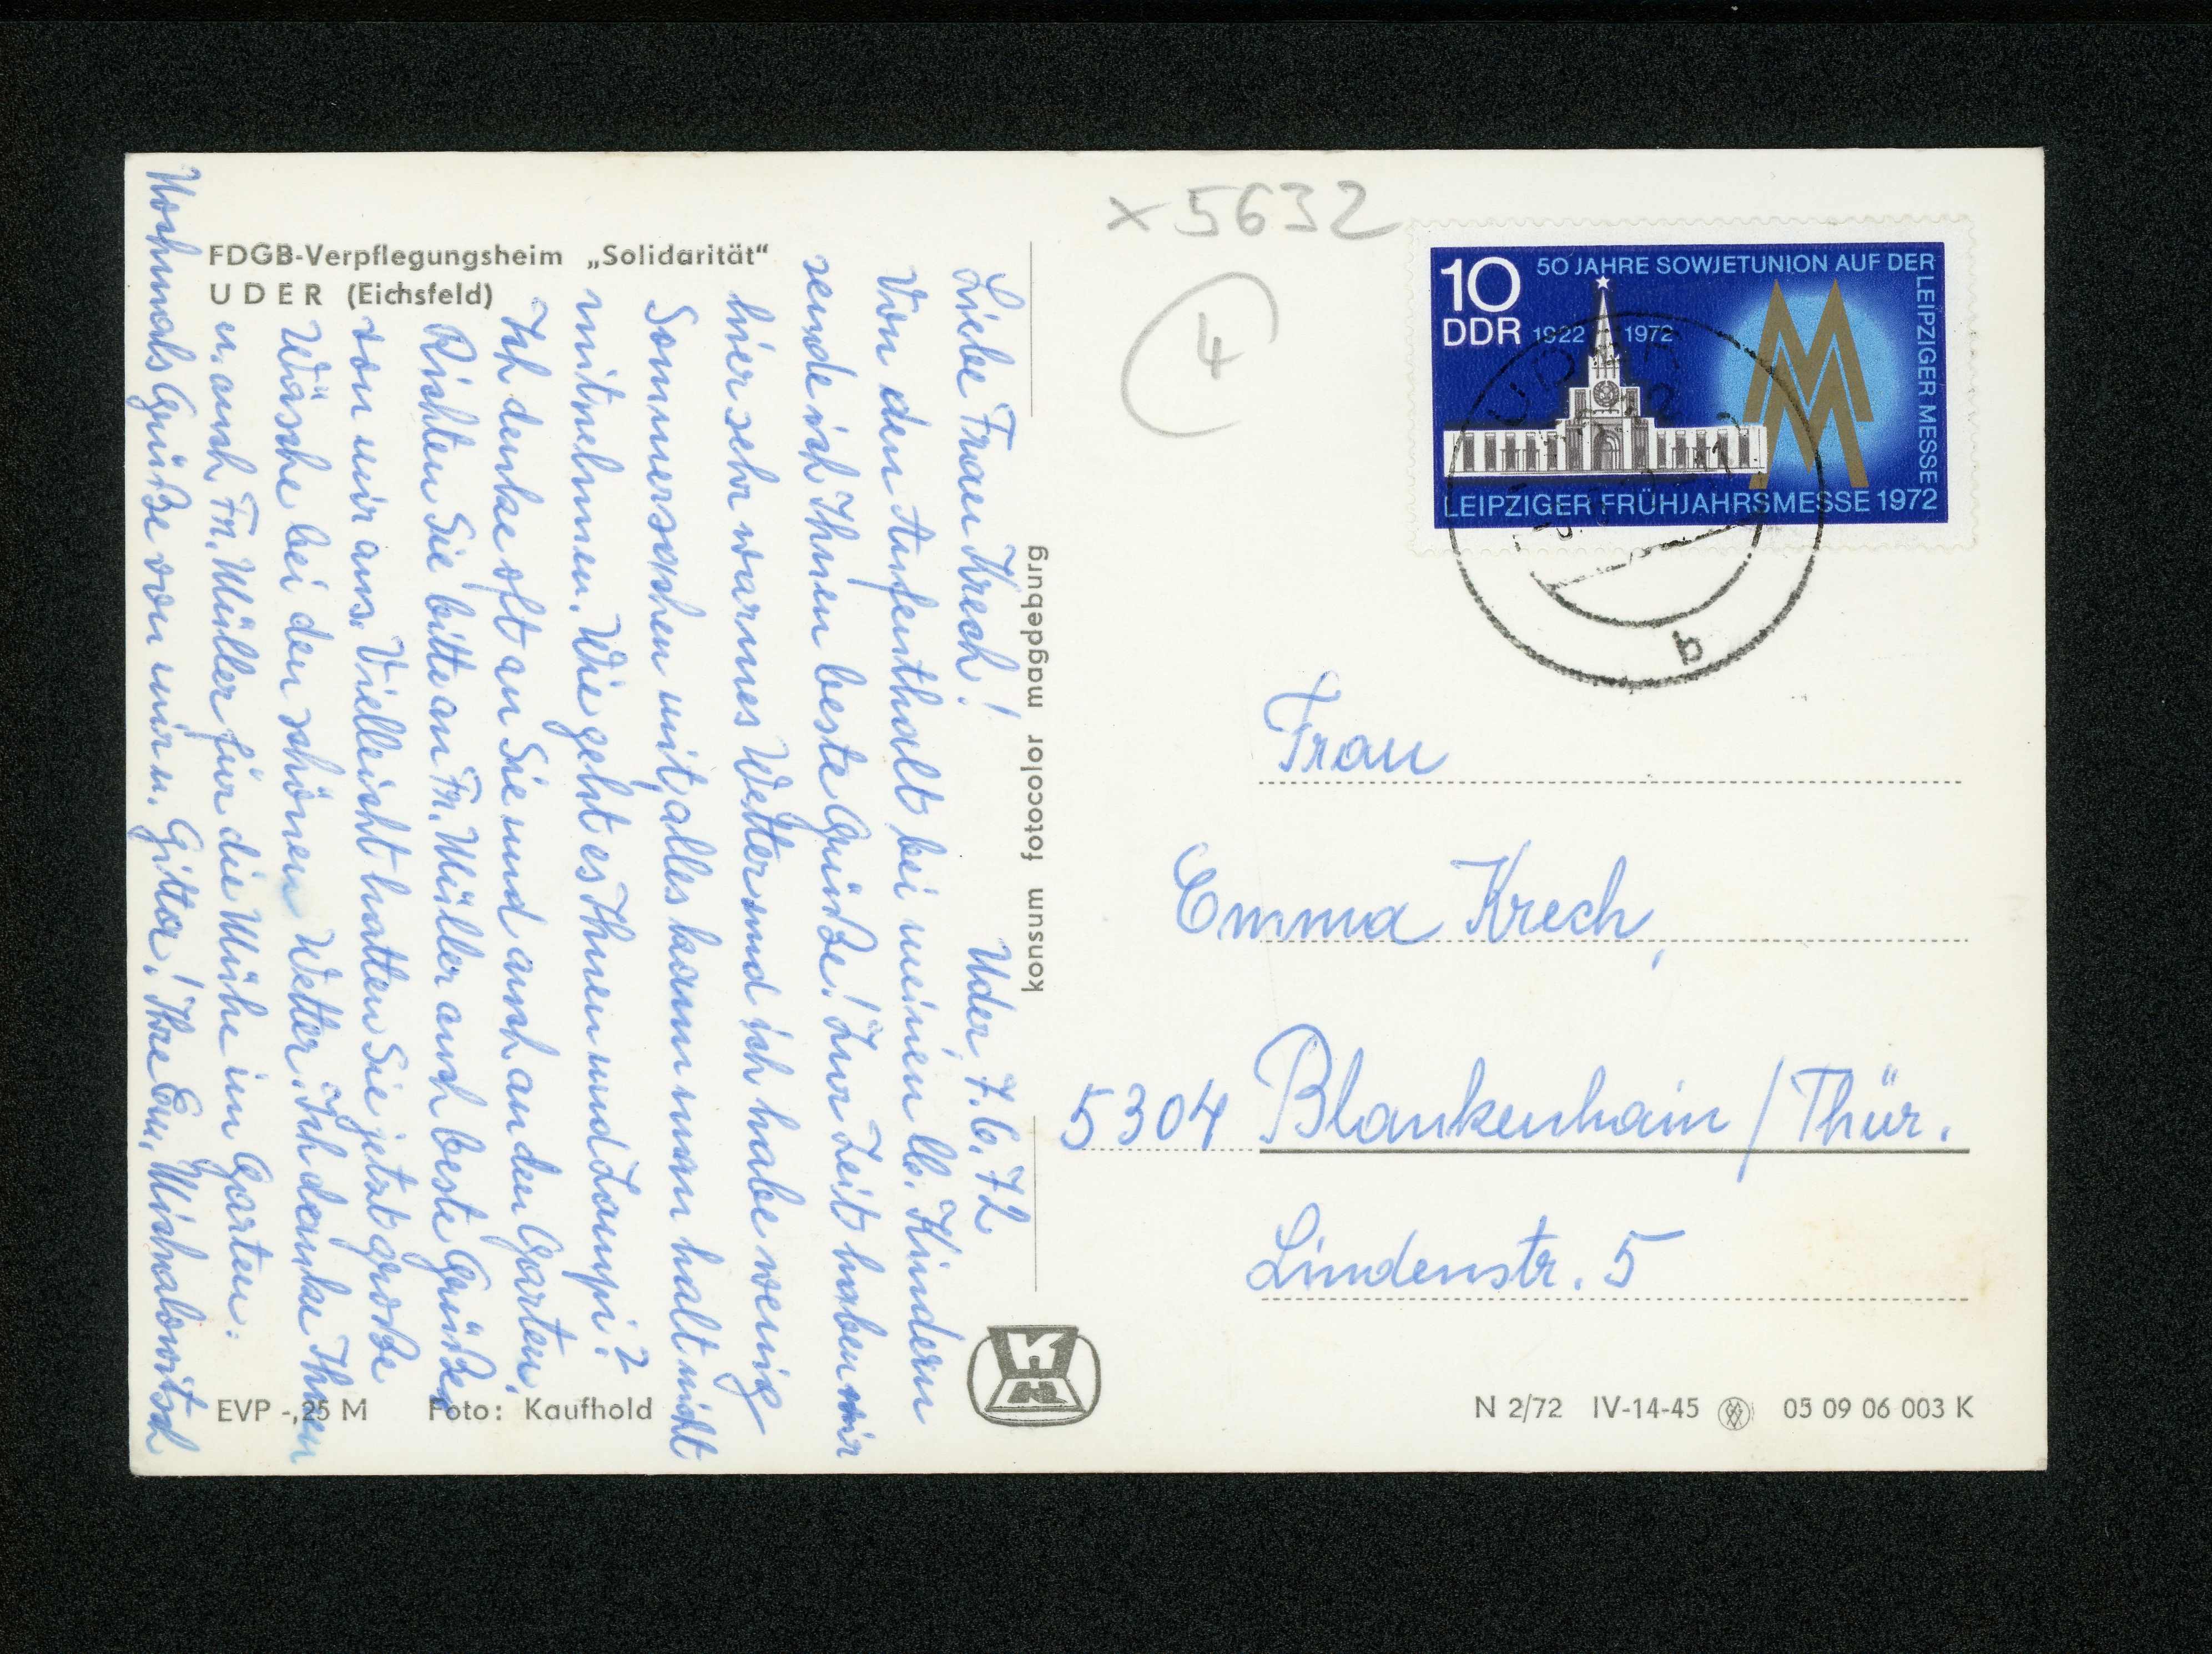 FDGB-Verpflegungsheim „Solidarität“
UDER (Eichsfeld)
Uder, 7.6.72
Liebe Frau Krech!
Von den Aufenthalt bei meinen lb. Kindern
sende ich Ihnen beste Grüße! Zur Zeit haben wir
hier sehr warmes Wetter und ich habe wenig
Sommersachen mit, alles kann man halt nicht
mitnehmen. Wie geht es Ihnen und Lumpi?
Ich denke oft an Sie und auch an den Garten.
Richten Sie bitte an Fr. Müller auch beste Grüße
von mir aus. Vielleicht hatten Sie jetzt große
Wäsche bei den schönen Wetter. Ich danke Ihnen
u. auch Fr. Müller für die Mühe im Garten.
Nochmals Grüße von mir u. Gitta! Ihre Em.
EVP -,25 M Foto: Kaufhold
konsum fotocolor magdeburg
x 5632
4
10
DDR
50 JAHRE SOWJETUNION AUF DER
LEIPZIGER MESSE
1922 1972
LEIPZIGER FRÜHJAHRSMESSE 1972
UDER
b
Frau
Emma Krech,
5304 Blankenhain / Thür.
Lindenstr. 5
N 2/72 IV-14-45 05 09 06 003 K